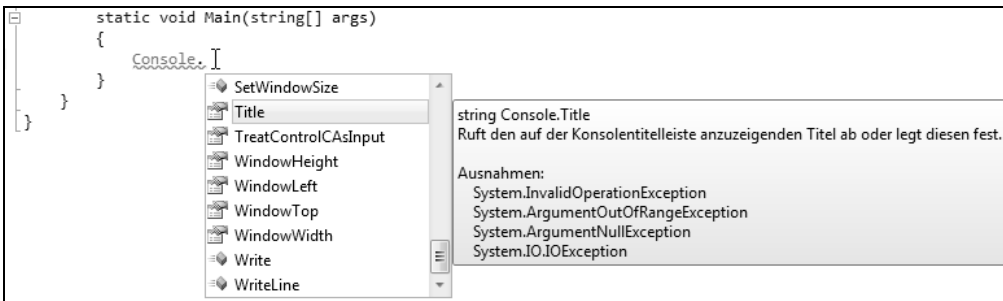 static void Main(string[] args)
{
Console.
}
}
}
SetWindowSize
Title
TreatControlCAsInput
WindowHeight
WindowLeft
WindowTop
WindowWidth
Write
WriteLine
string Console.Title
Ruft den auf der Konsolentitelleiste anzuzeigenden Titel ab oder legt diesen fest.
Ausnahmen:
System.InvalidOperationException
System.ArgumentOutOfRangeException
System.ArgumentNullException
System.IO.IOException